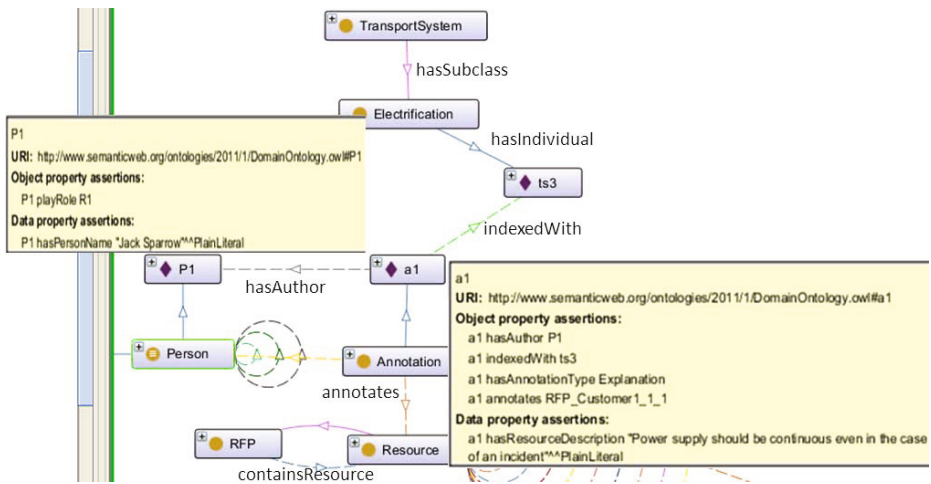 TransportSystem
hasSubclass
Electrification
hasIndividual
P1
URI: http://www.semanticweb.org/ontologies/2011/1/DomainOntology.owl#P1
Object property assertions:
P1 playRole R1
Data property assertions:
P1 hasPersonName "Jack Sparrow"^^PlainLiteral
ts3
indexedWith
P1
a1
hasAuthor
a1
URI: http://www.semanticweb.org/ontologies/2011/1/DomainOntology.owl#a1
Object property assertions:
a1 hasAuthor P1
a1 indexedWith ts3
a1 hasAnnotationType Explanation
a1 annotates RFP_Customer1_1_1
Data property assertions:
a1 hasResourceDescription "Power supply should be continuous even in the case
of an incident"^^PlainLiteral
Person
Annotation
annotates
RFP
Resource
containsResource